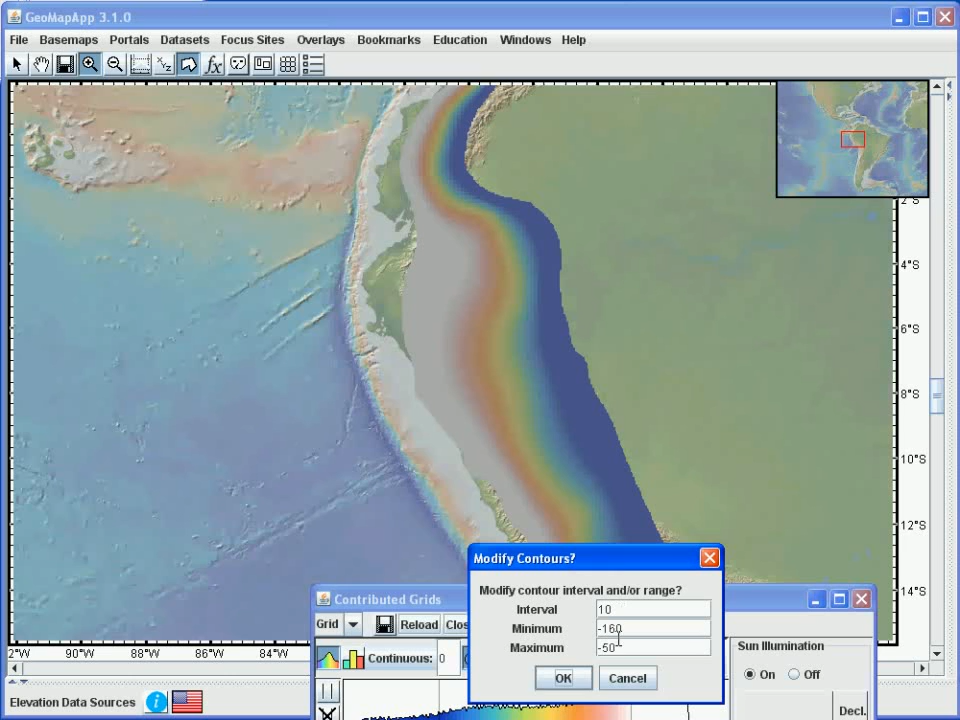 GeoMapApp 3.1.0
File Basemaps Portals Datasets Focus Sites Overlays Bookmarks Education Windows Help
2°S
4°S
6°S
8°S
10°S
12°S
14°S
2°W 90°W 88°W 86°W 84°W
Elevation Data Sources
Contributed Grids
Grid Reload Clos
Continuous: 0
Sun Illumination
On Off
Decl.
Modify Contours?
Modify contour interval and/or range?
Interval 10
Minimum -160
Maximum -50
OK Cancel